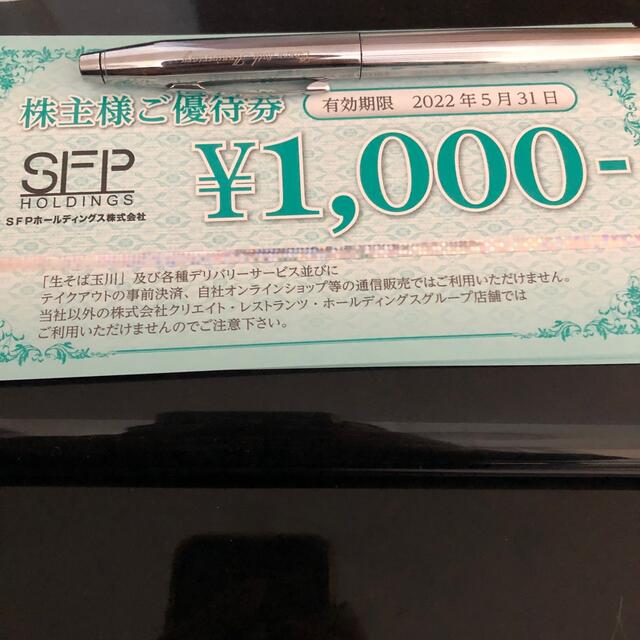 株主様ご優待券
有効期限 2022年5月31日
SFP
HOLDINGS
SFPホールディングス株式会社
¥1,000-
「生そば玉川」及び各種デリバリーサービス並びに
テイクアウトの事前決済、自社オンラインショップ等の通信販売ではご利用いただけません。
当社以外の株式会社クリエイト・レストランツ・ホールディングスグループ店舗では
ご利用いただけませんのでご注意下さい。